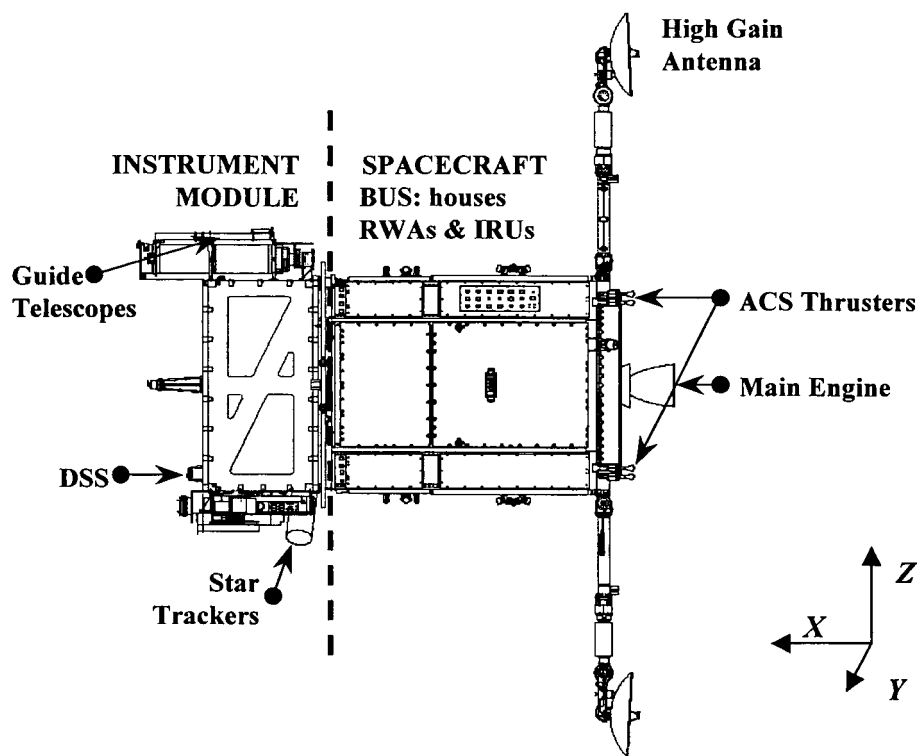 High Gain
Antenna
INSTRUMENT
MODULE
SPACECRAFT
BUS: houses
RWAs & IRUs
Guide
Telescopes
ACS Thrusters
Main Engine
DSS
Star
Trackers
Z
X
Y